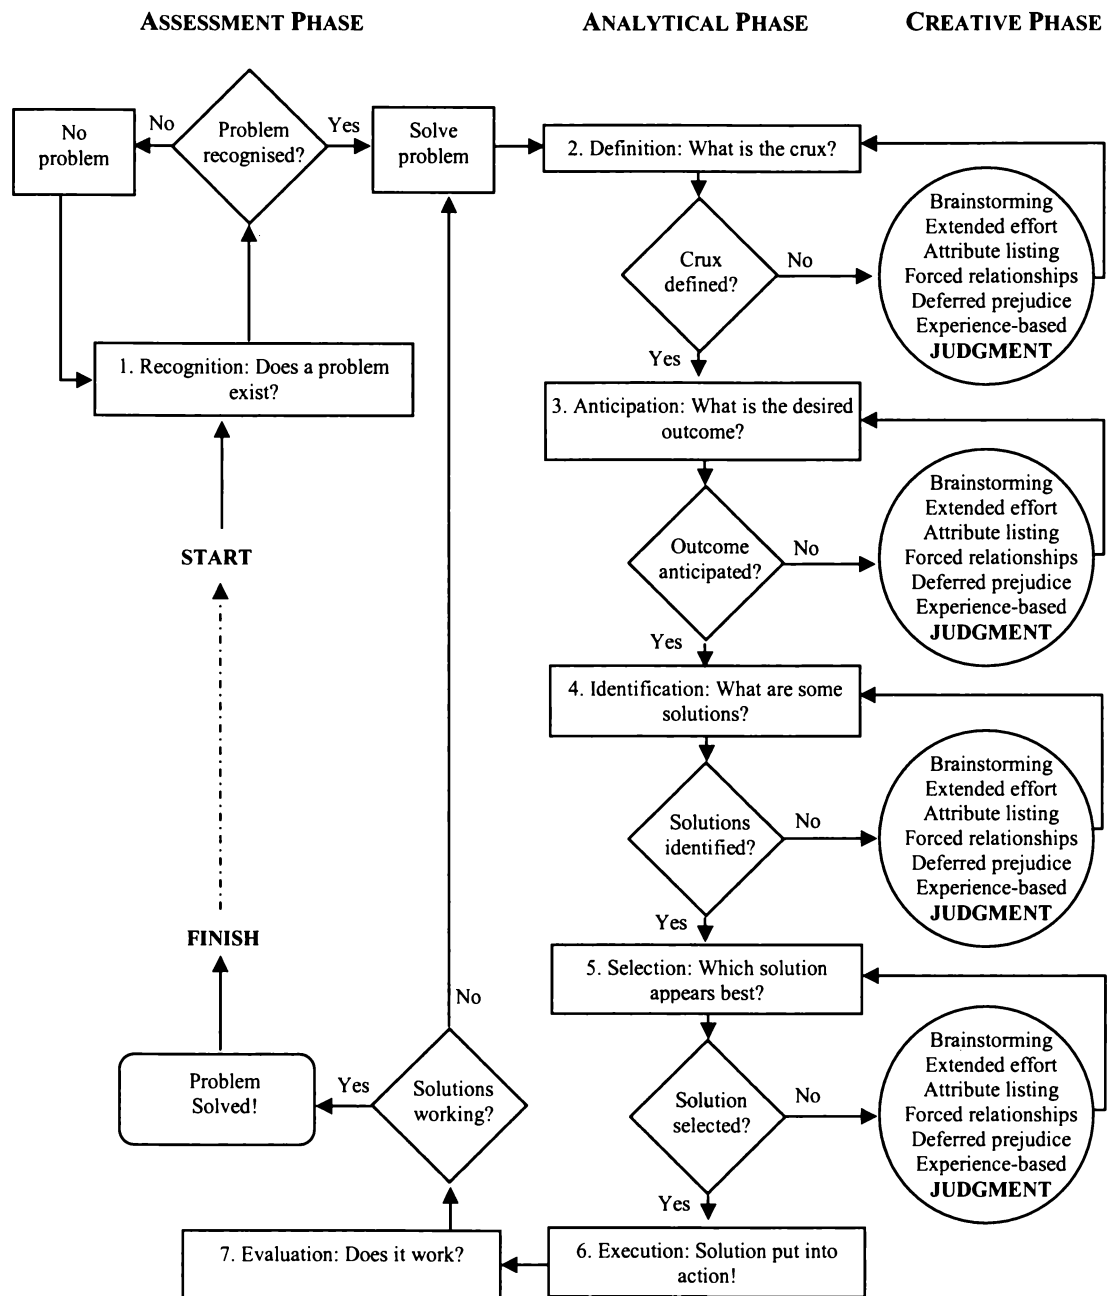 ASSESSMENT PHASE
ANALYTICAL PHASE
CREATIVE PHASE
No
problem
No
Problem
recognised?
Yes
Solve
problem
1. Recognition: Does a problem
exist?
START
FINISH
Problem
Solved!
Yes
Solutions
working?
No
7. Evaluation: Does it work?
2. Definition: What is the crux?
Crux
defined?
No
Yes
3. Anticipation: What is the desired
outcome?
Outcome
anticipated?
No
Yes
4. Identification: What are some
solutions?
Solutions
identified?
No
Yes
5. Selection: Which solution
appears best?
Solution
selected?
No
Yes
6. Execution: Solution put into
action!
Brainstorming
Extended effort
Attribute listing
Forced relationships
Deferred prejudice
Experience-based
JUDGMENT
Brainstorming
Extended effort
Attribute listing
Forced relationships
Deferred prejudice
Experience-based
JUDGMENT
Brainstorming
Extended effort
Attribute listing
Forced relationships
Deferred prejudice
Experience-based
JUDGMENT
Brainstorming
Extended effort
Attribute listing
Forced relationships
Deferred prejudice
Experience-based
JUDGMENT